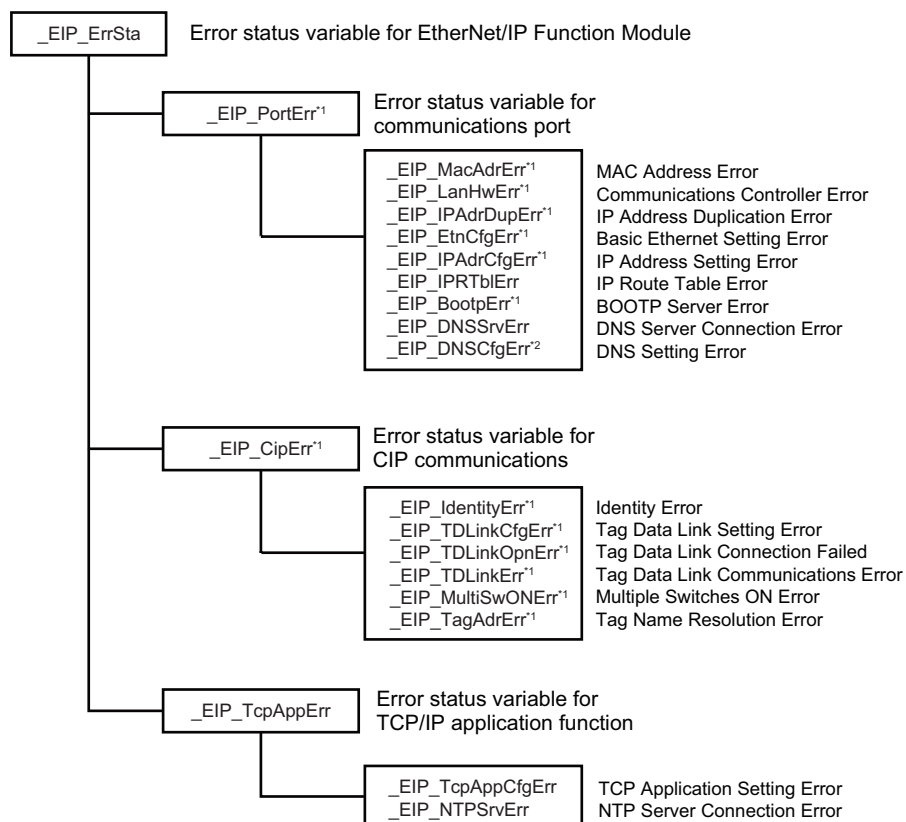 _EIP_ErrSta Error status variable for EtherNet/IP Function Module
_EIP_PortErr*1 Error status variable for
communications port
_EIP_MacAdrErr*1 MAC Address Error
_EIP_LanHwErr*1 Communications Controller Error
_EIP_IPAdrDupErr*1 IP Address Duplication Error
_EIP_EtnCfgErr*1 Basic Ethernet Setting Error
_EIP_IPAdrCfgErr*1 IP Address Setting Error
_EIP_IPRTblErr IP Route Table Error
_EIP_BootpErr*1 BOOTP Server Error
_EIP_DNSSrvErr DNS Server Connection Error
_EIP_DNSCfgErr*2 DNS Setting Error
_EIP_CipErr*1 Error status variable for
CIP communications
_EIP_IdentityErr*1 Identity Error
_EIP_TDLinkCfgErr*1 Tag Data Link Setting Error
_EIP_TDLinkOpnErr*1 Tag Data Link Connection Failed
_EIP_TDLinkErr*1 Tag Data Link Communications Error
_EIP_MultiSwONErr*1 Multiple Switches ON Error
_EIP_TagAdrErr*1 Tag Name Resolution Error
_EIP_TcpAppErr Error status variable for
TCP/IP application function
_EIP_TcpAppCfgErr TCP Application Setting Error
_EIP_NTPSrvErr NTP Server Connection Error